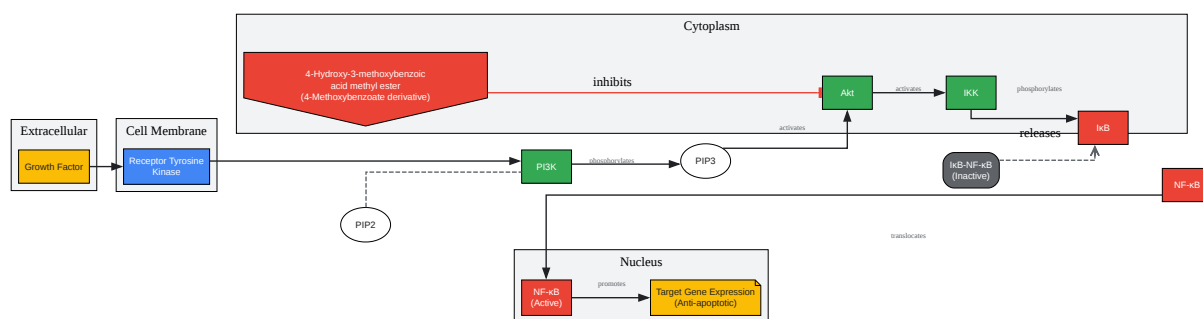 Cytoplasm
4-Hydroxy-3-methoxybenzoic
acid methyl ester
(4-Methoxybenzoate derivative)
inhibits
Akt
activates
IKK
phosphorylates
IκB
releases
activates
Extracellular
Growth Factor
Cell Membrane
Receptor Tyrosine
Kinase
PI3K
phosphorylates
PIP3
IκB-NF-κB
(Inactive)
NF-κB
PIP2
translocates
Nucleus
NF-κB
(Active)
promotes
Target Gene Expression
(Anti-apoptotic)